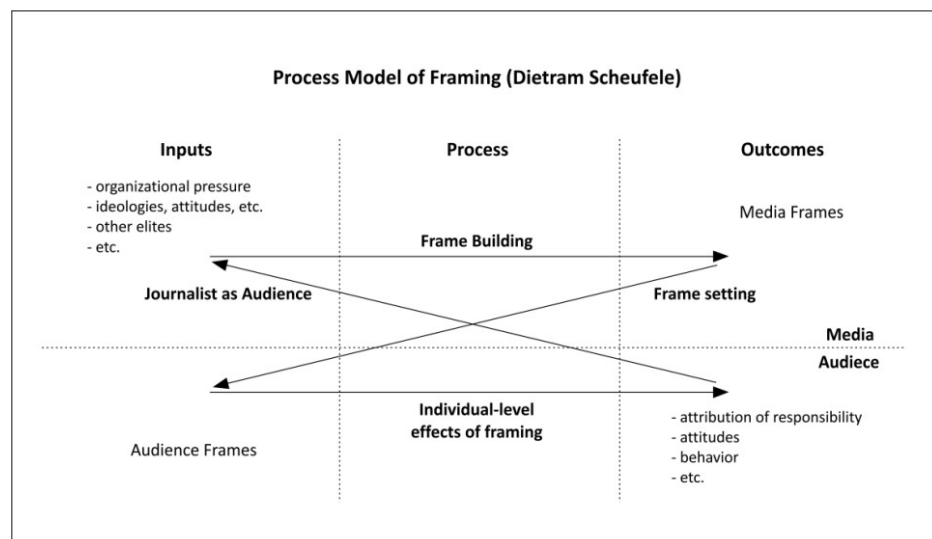 Process Model of Framing (Dietram Scheufele)
Inputs
Process
Outcomes
- organizational pressure
- ideologies, attitudes, etc.
- other elites
- etc.
Media Frames
Frame Building
Journalist as Audience
Frame setting
Media
Audiece
Individual-level
effects of framing
Audience Frames
- attribution of responsibility
- attitudes
- behavior
- etc.